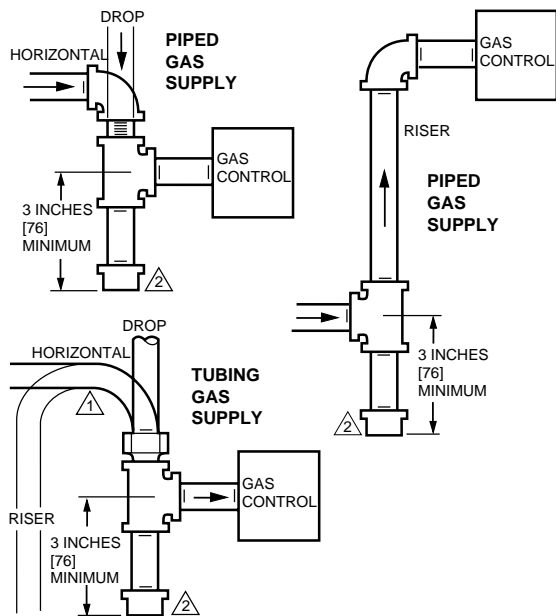 DROP
HORIZONTAL
PIPED
GAS
SUPPLY
GAS
CONTROL
3 INCHES
[76]
MINIMUM
2
GAS
CONTROL
RISER
PIPED
GAS
SUPPLY
3 INCHES
[76]
MINIMUM
2
DROP
HORIZONTAL
TUBING
GAS
SUPPLY
1
GAS
CONTROL
RISER
3 INCHES
[76]
MINIMUM
2